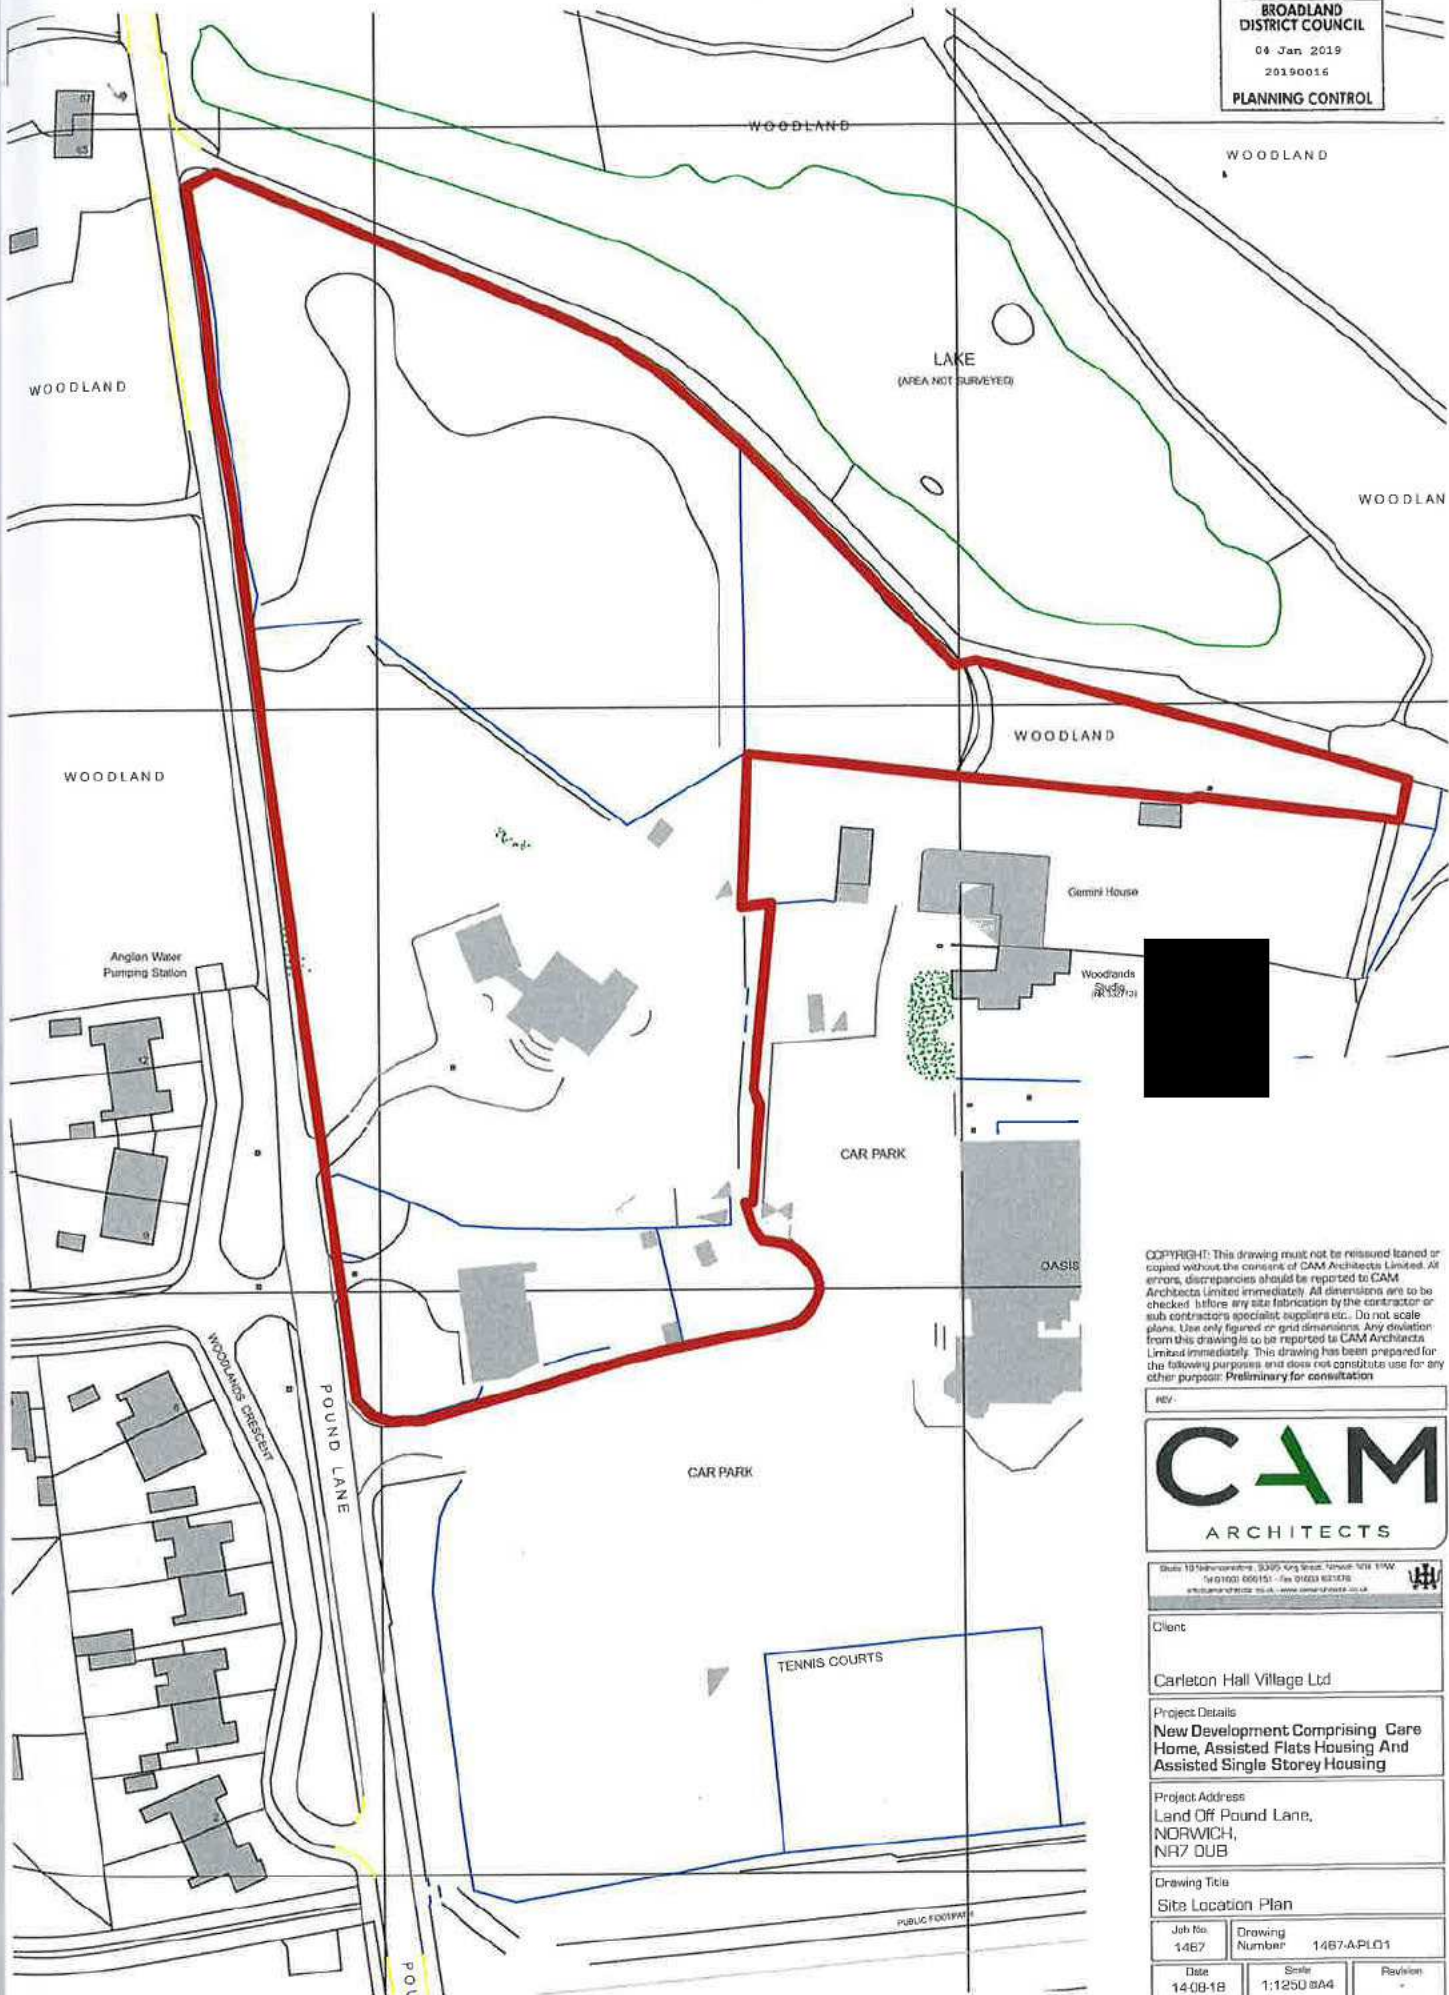 BROADLAND
DISTRICT COUNCIL
04 Jan 2019
20190016
PLANNING CONTROL
WOODLAND
WOODLAND
67
65
LAKE
(AREA NOT SURVEYED)
WOODLAND
WOODLAN
WOODLAND
WOODLAND
Gemini House
Anglian Water
Pumping Station
Woodlands
Studio
12
9
CAR PARK
OASIS
WOODLANDS CRESCENT
POUND LANE
6
CAR PARK
TENNIS COURTS
2
PUBLIC FOOTPATH
POU
COPYRIGHT: This drawing must not be reissued loaned or
copied without the consent of CAM Architects Limited. All
errors, discrepancies should be reported to CAM
Architects Limited immediately. All dimensions are to be
checked before any site fabrication by the contractor or
sub contractors specialist suppliers etc. Do not scale
plans. Use only figured or grid dimensions. Any deviation
from this drawing is to be reported to CAM Architects
Limited immediately. This drawing has been prepared for
the following purposes and does not constitute use for any
other purpose: Preliminary for consultation
REV -
CAM
ARCHITECTS
Client
Carleton Hall Village Ltd
Project Details
New Development Comprising Care
Home, Assisted Flats Housing And
Assisted Single Storey Housing
Project Address
Land Off Pound Lane,
NORWICH,
NR7 0UB
Drawing Title
Site Location Plan
Job No.
1467
Drawing
Number 1467-A-PL01
Date
14-08-18
Scale
1:1250 @A4
Revision
-